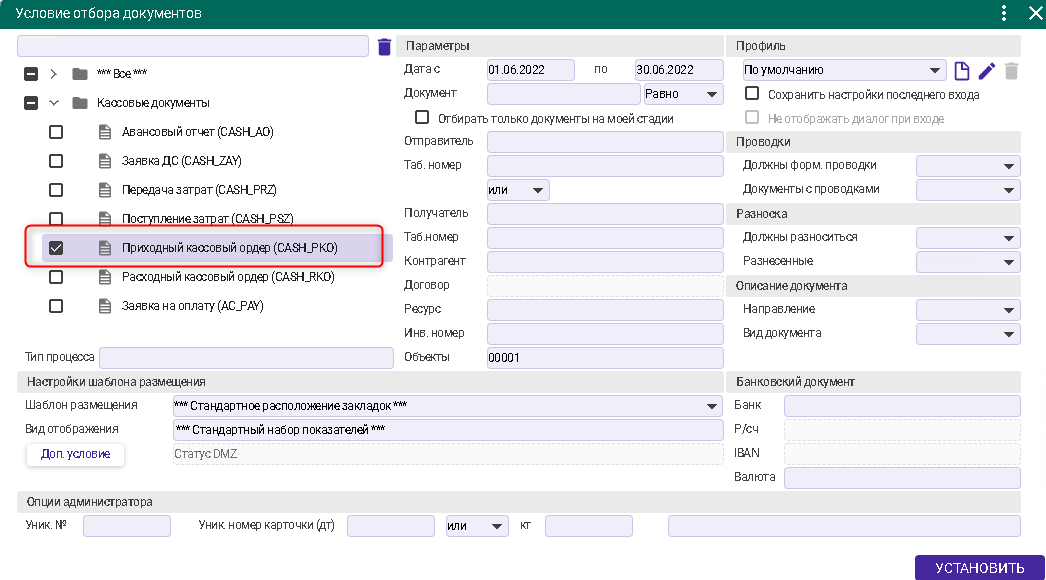 Условие отбора документы
*** Все ***
Кассовые документы
Авансовый отчет (CASH_AO)
Заявка ДС (CASH_ZAY)
Передача затрат (CASH_PRZ)
Поступление затрат (CASH_PSZ)
Приходный кассовый ордер (CASH_PKO)
Расходный кассовый ордер (CASH_RKO)
Заявка на оплату (AC_PAY)
Тип процесса
Параметры
Дата с 01.06.2022 по 30.06.2022
Документ Равно
Отбирать только документы на моей стадии
Отправитель
Таб. номер
или
Получатель
Таб.номер
Контрагент
Договор
Ресурс
Инв. номер
Объекты 00001
Профиль
По умолчанию
Сохранить настройки последнего входа
Не отображать диалог при входе
Проводки
Должны форм. проводки
Документы с проводками
Разноска
Должны разноситься
Разнесенные
Описание документа
Направление
Вид документа
Настройки шаблона размещения
Шаблон размещения *** Стандартное расположение закладок ***
Вид отображения *** Стандартный набор показателей ***
Доп. условие Статус DMZ
Банковский документ
Банк
Р/сч
IBAN
Валюта
Опции администратора
Уник. № Уник. номер карточки (дт) или кт
УСТАНОВИТЬ